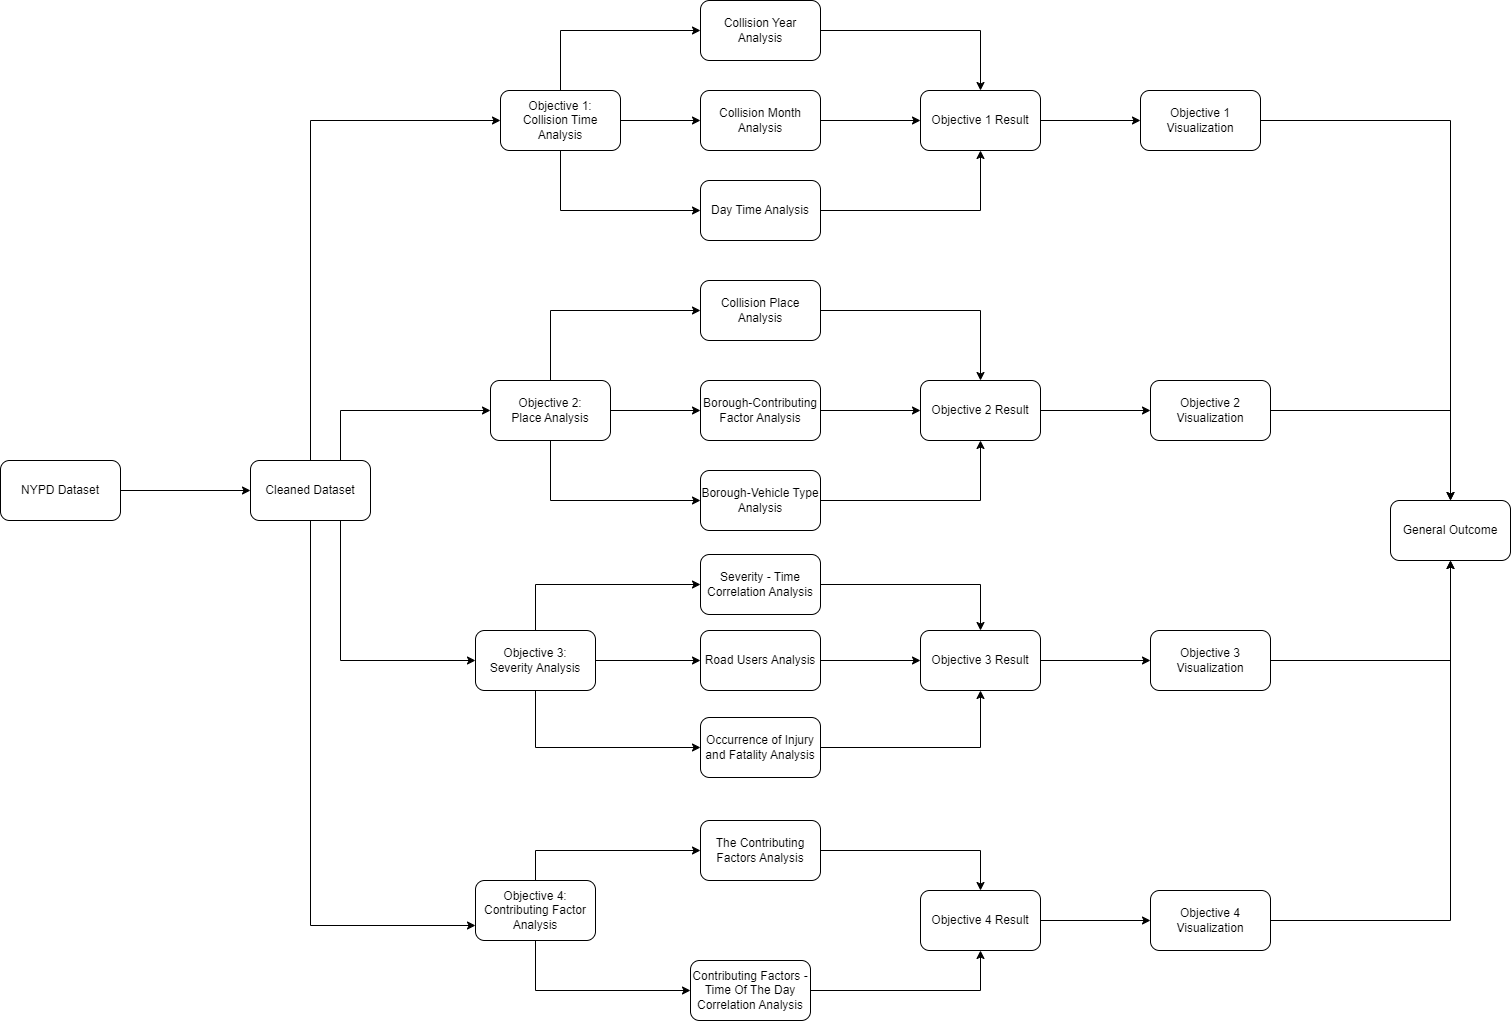 NYPD Dataset
Cleaned Dataset
Objective 1:
Collision Time
Analysis
Collision Year
Analysis
Collision Month
Analysis
Day Time Analysis
Objective 1 Result
Objective 1
Visualization
Objective 2:
Place Analysis
Collision Place
Analysis
Borough-Contributing
Factor Analysis
Borough-Vehicle Type
Analysis
Objective 2 Result
Objective 2
Visualization
Objective 3:
Severity Analysis
Severity - Time
Correlation Analysis
Road Users Analysis
Occurrence of Injury
and Fatality Analysis
Objective 3 Result
Objective 3
Visualization
Objective 4:
Contributing Factor
Analysis
The Contributing
Factors Analysis
Contributing Factors -
Time Of The Day
Correlation Analysis
Objective 4 Result
Objective 4
Visualization
General Outcome